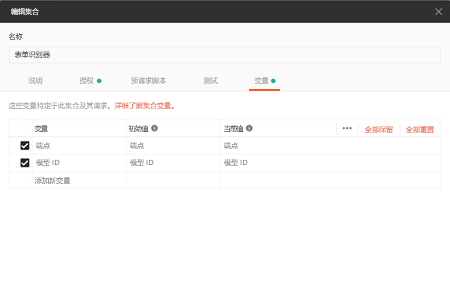 编辑集合
名称
表单识别器
说明 授权 预请求脚本 测试 变量
这些变量特定于此集合及其请求。详细了解集合变量。
变量 初始值 当前值 ••• 全部保留 全部重置
端点 端点 端点
模型 ID 模型 ID 模型 ID
添加新变量